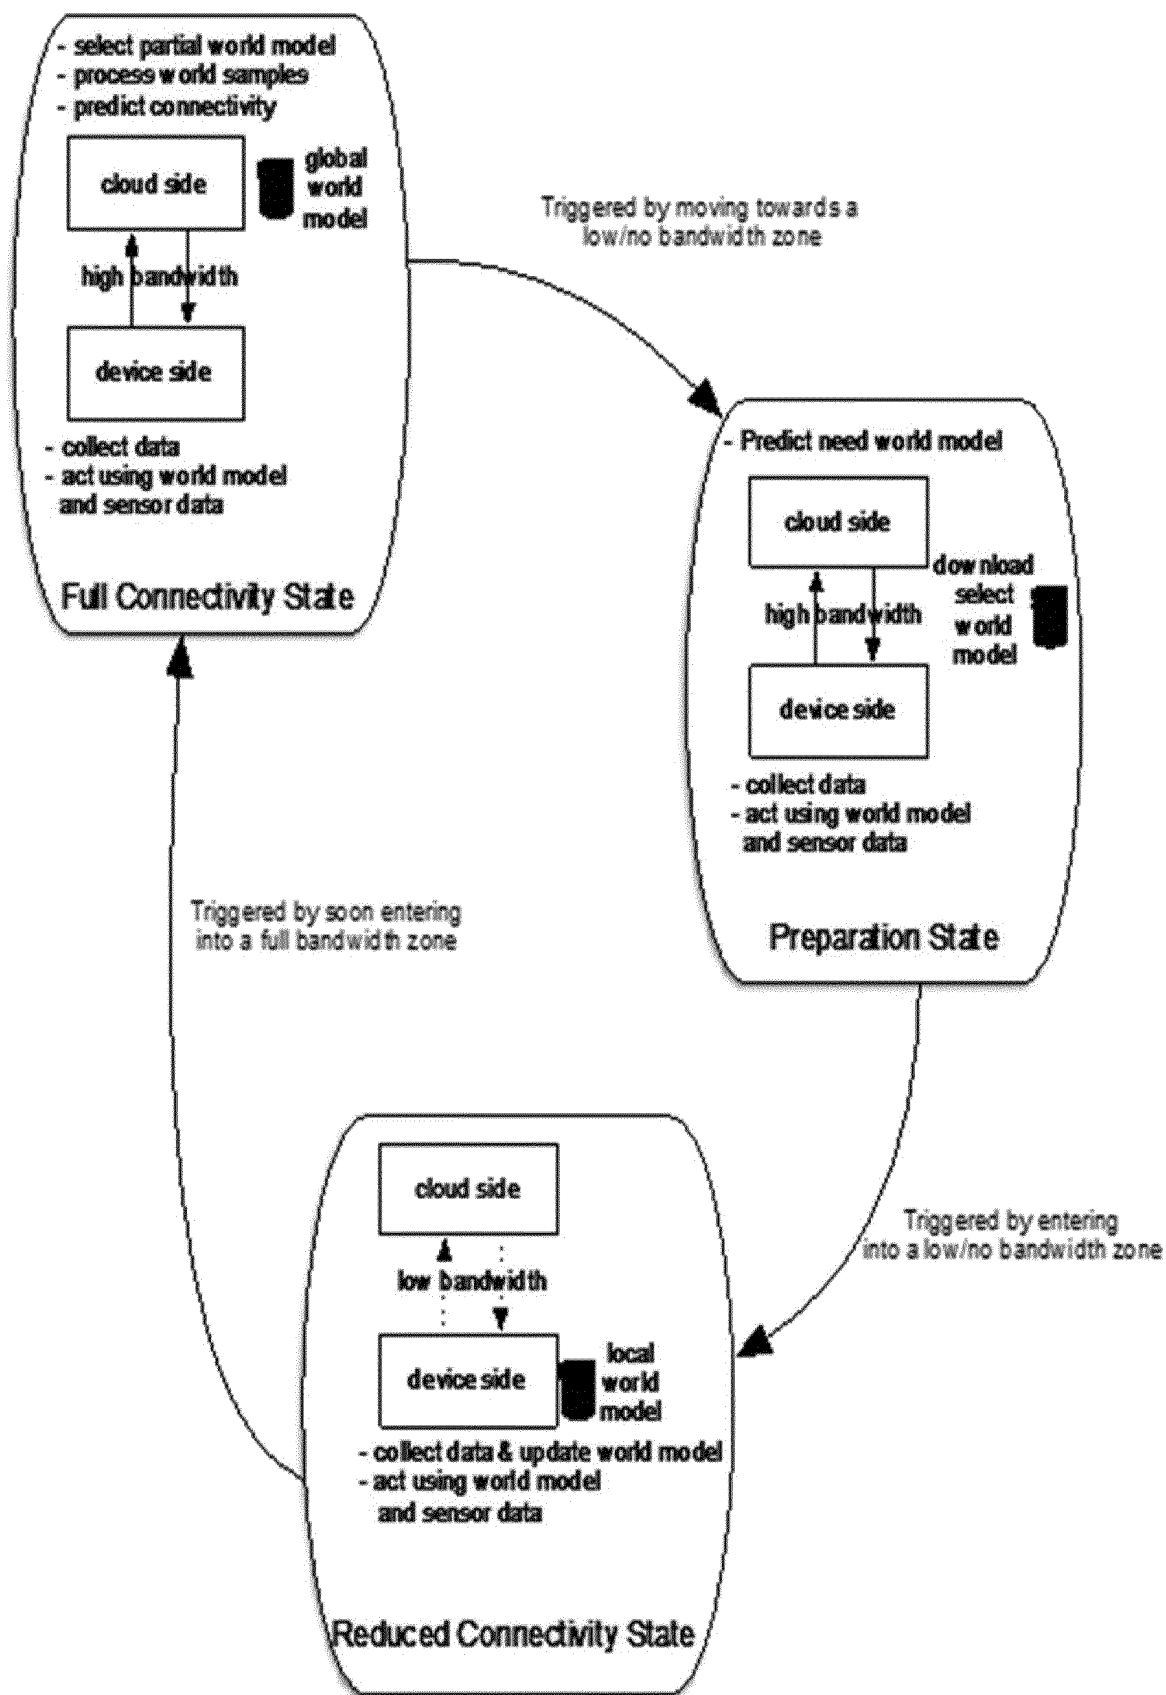 - select partial world model
- process world samples
- predict connectivity
cloud side
global
world
model
high bandwidth
device side
- collect data
- act using world model
and sensor data
Full Connectivity State
Triggered by moving towards a
low/no bandwidth zone
- Predict need world model
cloud side
download
select
world
model
high bandwidth
device side
- collect data
- act using world model
and sensor data
Preparation State
Triggered by soon entering
into a full bandwidth zone
Triggered by entering
into a low/no bandwidth zone
cloud side
low bandwidth
device side
local
world
model
- collect data & update world model
- act using world model
and sensor data
Reduced Connectivity State